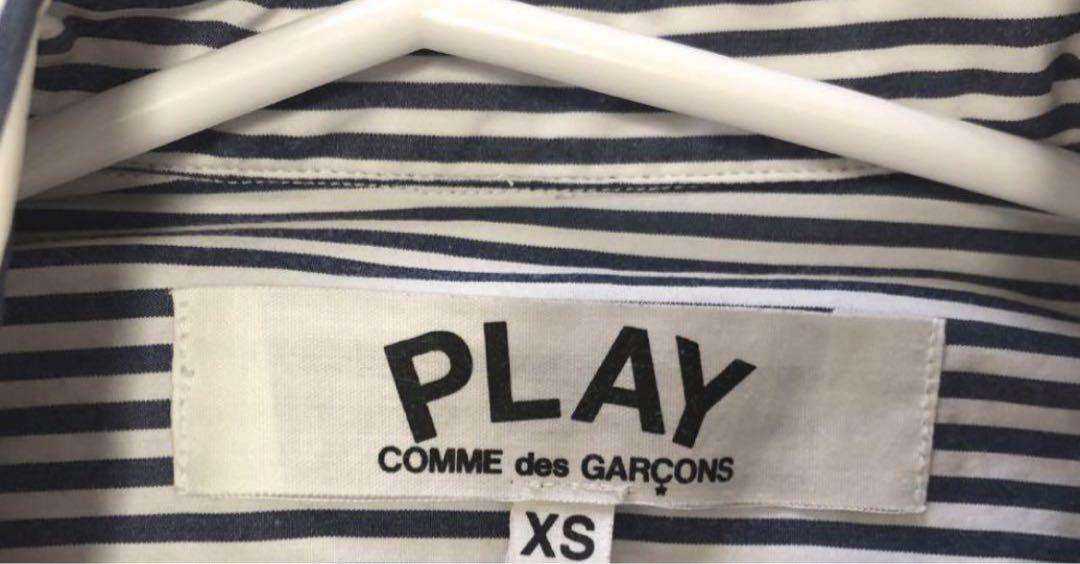 PLAY
COMME des GARÇONS
XS